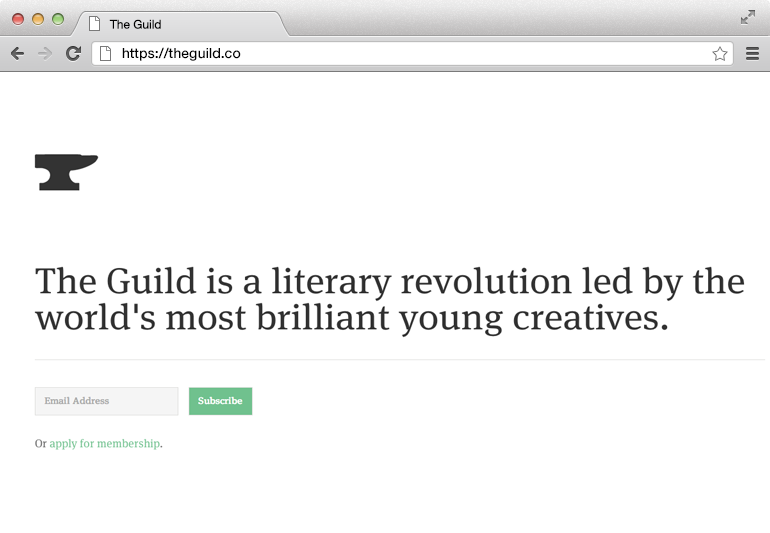 The Guild
https://theguild.co
The Guild is a literary revolution led by the
world's most brilliant young creatives.
Email Address
Subscribe
Or apply for membership.